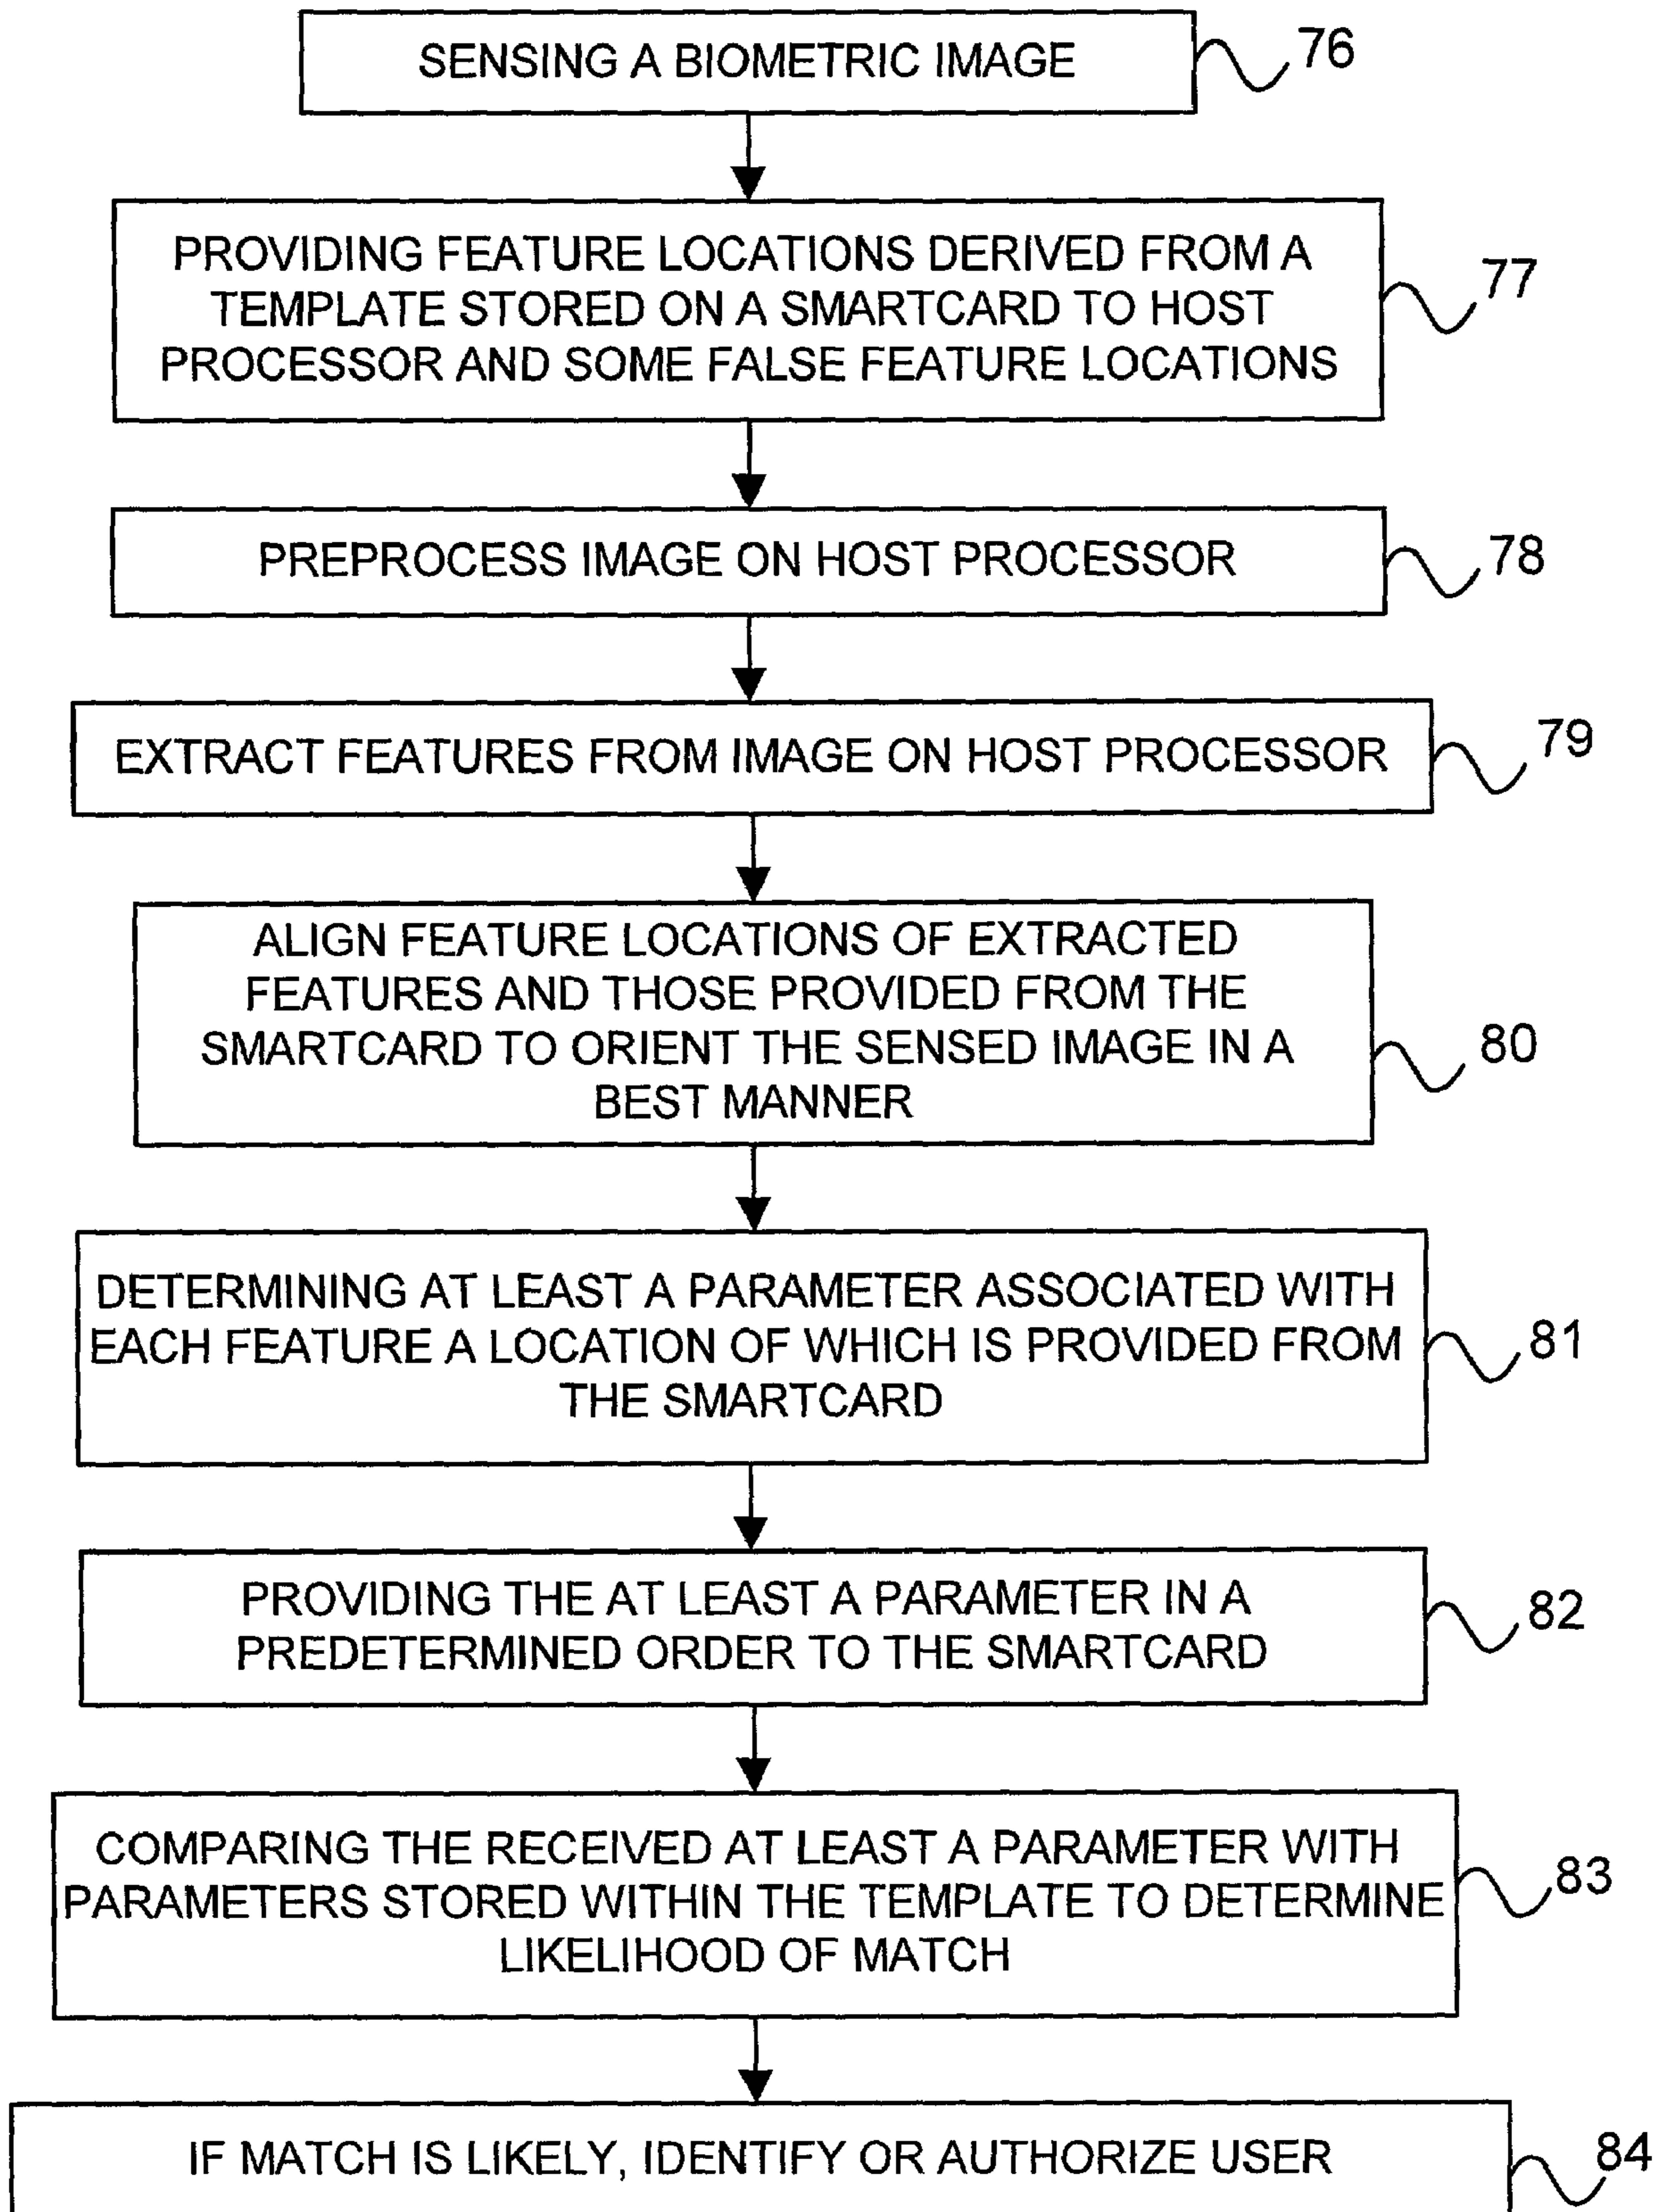 SENSING A BIOMETRIC IMAGE
76
PROVIDING FEATURE LOCATIONS DERIVED FROM A
TEMPLATE STORED ON A SMARTCARD TO HOST
PROCESSOR AND SOME FALSE FEATURE LOCATIONS
77
PREPROCESS IMAGE ON HOST PROCESSOR
78
EXTRACT FEATURES FROM IMAGE ON HOST PROCESSOR
79
ALIGN FEATURE LOCATIONS OF EXTRACTED
FEATURES AND THOSE PROVIDED FROM THE
SMARTCARD TO ORIENT THE SENSED IMAGE IN A
BEST MANNER
80
DETERMINING AT LEAST A PARAMETER ASSOCIATED WITH
EACH FEATURE A LOCATION OF WHICH IS PROVIDED FROM
THE SMARTCARD
81
PROVIDING THE AT LEAST A PARAMETER IN A
PREDETERMINED ORDER TO THE SMARTCARD
82
COMPARING THE RECEIVED AT LEAST A PARAMETER WITH
PARAMETERS STORED WITHIN THE TEMPLATE TO DETERMINE
LIKELIHOOD OF MATCH
83
IF MATCH IS LIKELY, IDENTIFY OR AUTHORIZE USER
84